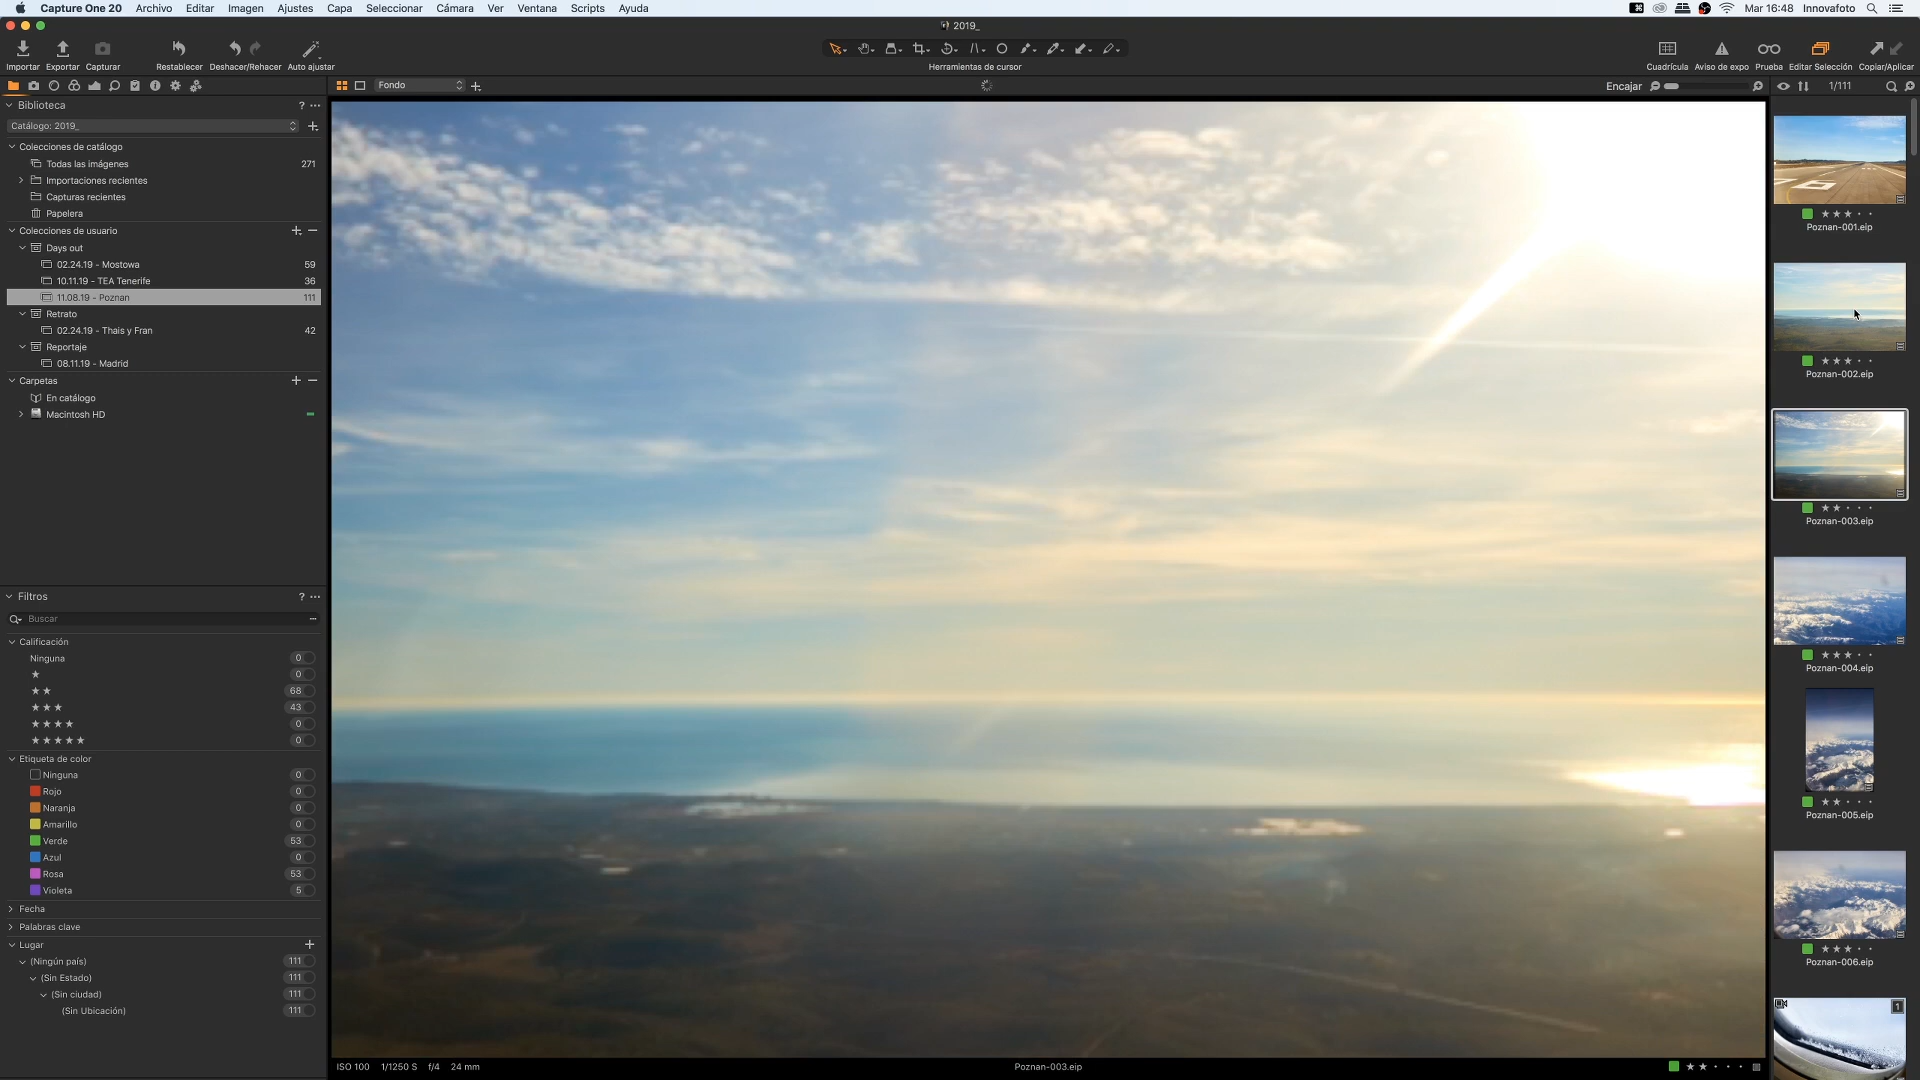 Capture One 20 Archivo Editar Imagen Ajustes Capa Seleccionar Cámara Ver Ventana Scripts Ayuda Mar 16:48 Innovafoto
2019_
Importar Exportar Capturar Restablecer Deshacer/Rehacer Auto ajustar Herramientas de cursor Cuadrícula Aviso de expo Prueba Editar Selección Copiar/Aplicar
Fondo Encajar 1/111
Biblioteca ? ...
Catálogo: 2019_
Colecciones de catálogo
Todas las imágenes 271
Importaciones recientes
Capturas recientes
Papelera
Colecciones de usuario
Days out
02.24.19 - Mostowa 59
10.11.19 - TEA Tenerife 36
11.08.19 - Poznan 111
Retrato
02.24.19 - Thais y Fran 42
Reportaje
08.11.19 - Madrid
Carpetas
En catálogo
Macintosh HD
Filtros ? ...
Buscar
Calificación
Ninguna 0
★ 0
★★ 68
★★★ 43
★★★★ 0
★★★★★ 0
Etiqueta de color
Ninguna 0
Rojo 0
Naranja 0
Amarillo 0
Verde 53
Azul 0
Rosa 53
Violeta 5
Fecha
Palabras clave
Lugar
(Ningún país) 111
(Sin Estado) 111
(Sin ciudad) 111
(Sin Ubicación) 111
ISO 100 1/1250 S f/4 24 mm Poznan-003.eip
Poznan-001.eip
Poznan-002.eip
Poznan-003.eip
Poznan-004.eip
Poznan-005.eip
Poznan-006.eip
1